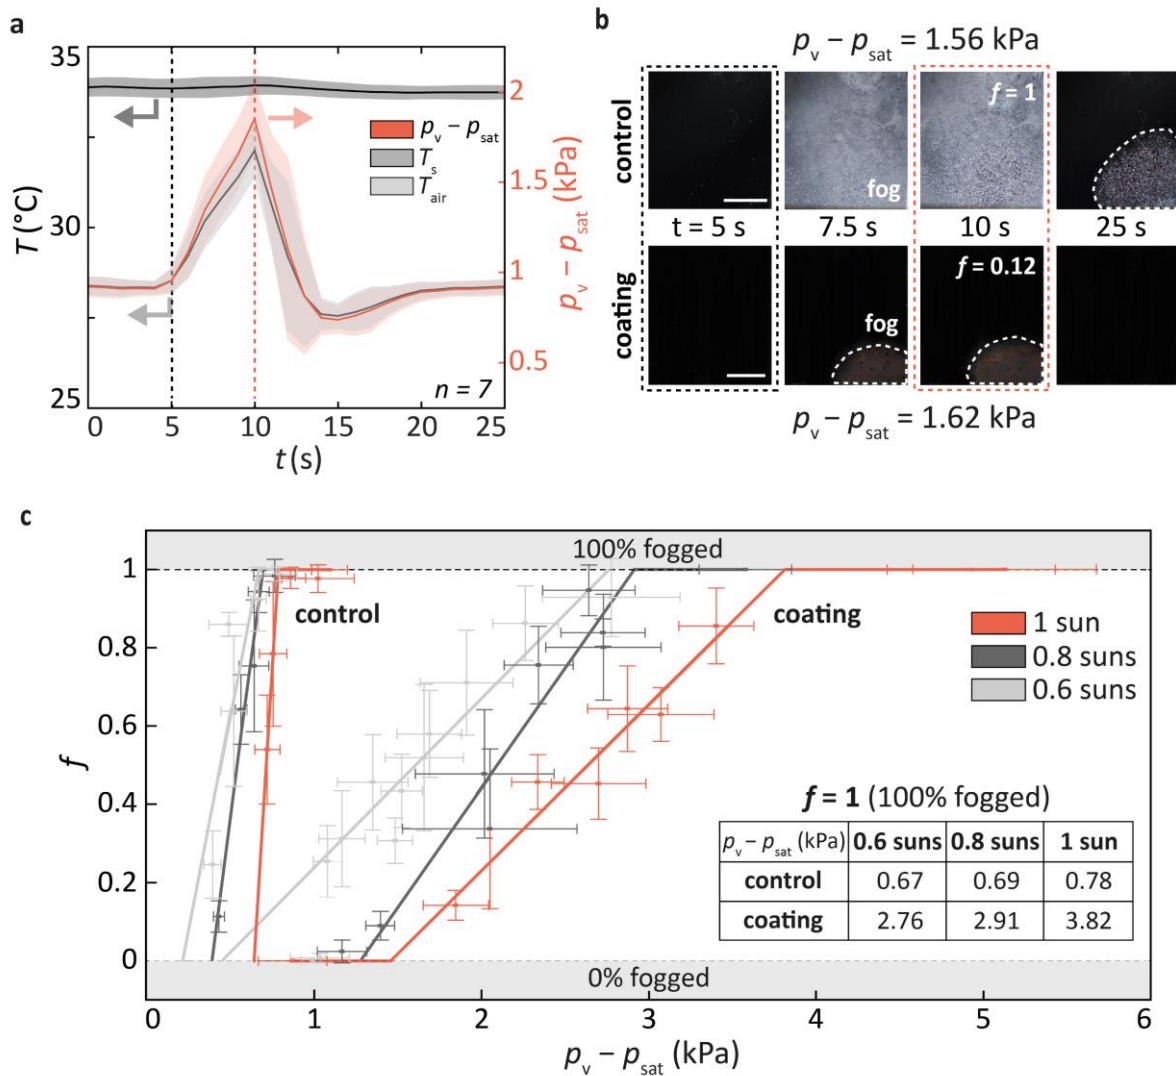 a
35
30
25
T (°C)
0 5 10 15 20 25
t (s)
2
1.5
1
0.5
p_v − p_sat (kPa)
p_v − p_sat
T_s
T_air
n = 7
b
p_v − p_sat = 1.56 kPa
control
f = 1
fog
t = 5 s 7.5 s 10 s 25 s
coating
f = 0.12
fog
p_v − p_sat = 1.62 kPa
c
100% fogged
control
coating
1 sun
0.8 suns
0.6 suns
f = 1 (100% fogged)
p_v − p_sat (kPa) 0.6 suns 0.8 suns 1 sun
control 0.67 0.69 0.78
coating 2.76 2.91 3.82
0% fogged
1
0.8
0.6
0.4
0.2
0
f
0 1 2 3 4 5 6
p_v − p_sat (kPa)